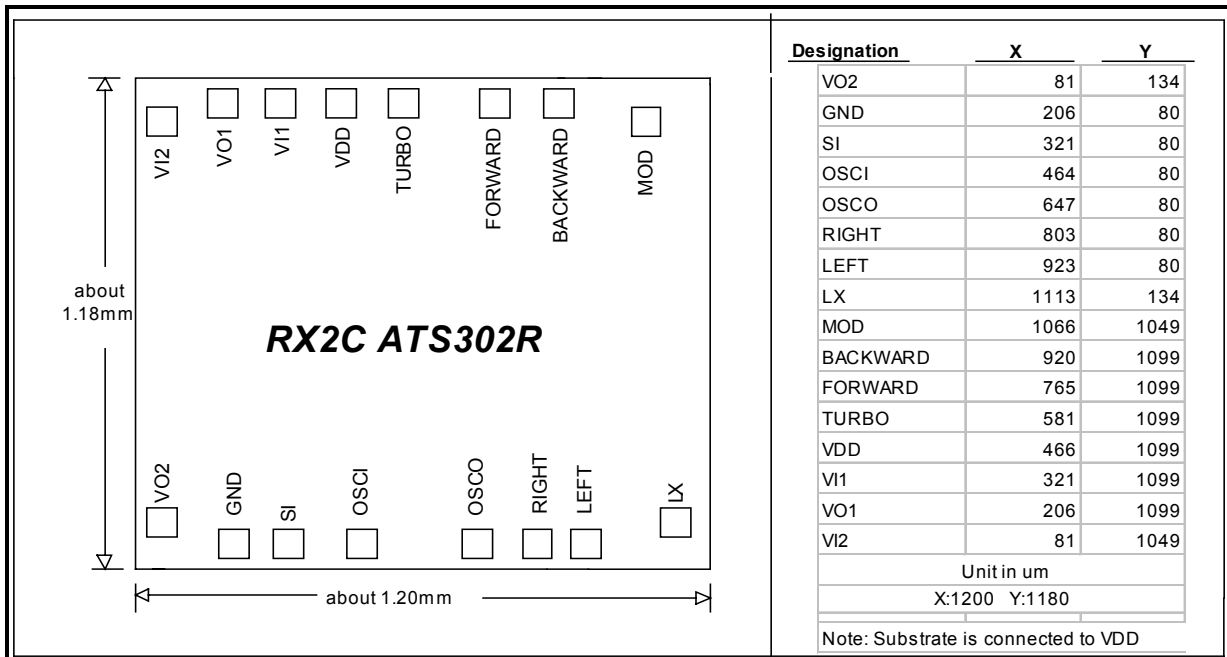 VI2
VO1
VI1
VDD
TURBO
FORWARD
BACKWARD
MOD
about
1.18mm
RX2C ATS302R
VO2
GND
SI
OSCI
OSCO
RIGHT
LEFT
LX
about 1.20mm
Designation X Y
VO2 81 134
GND 206 80
SI 321 80
OSCI 464 80
OSCO 647 80
RIGHT 803 80
LEFT 923 80
LX 1113 134
MOD 1066 1049
BACKWARD 920 1099
FORWARD 765 1099
TURBO 581 1099
VDD 466 1099
VI1 321 1099
VO1 206 1099
VI2 81 1049
Unit in um
X:1200 Y:1180
Note: Substrate is connected to VDD